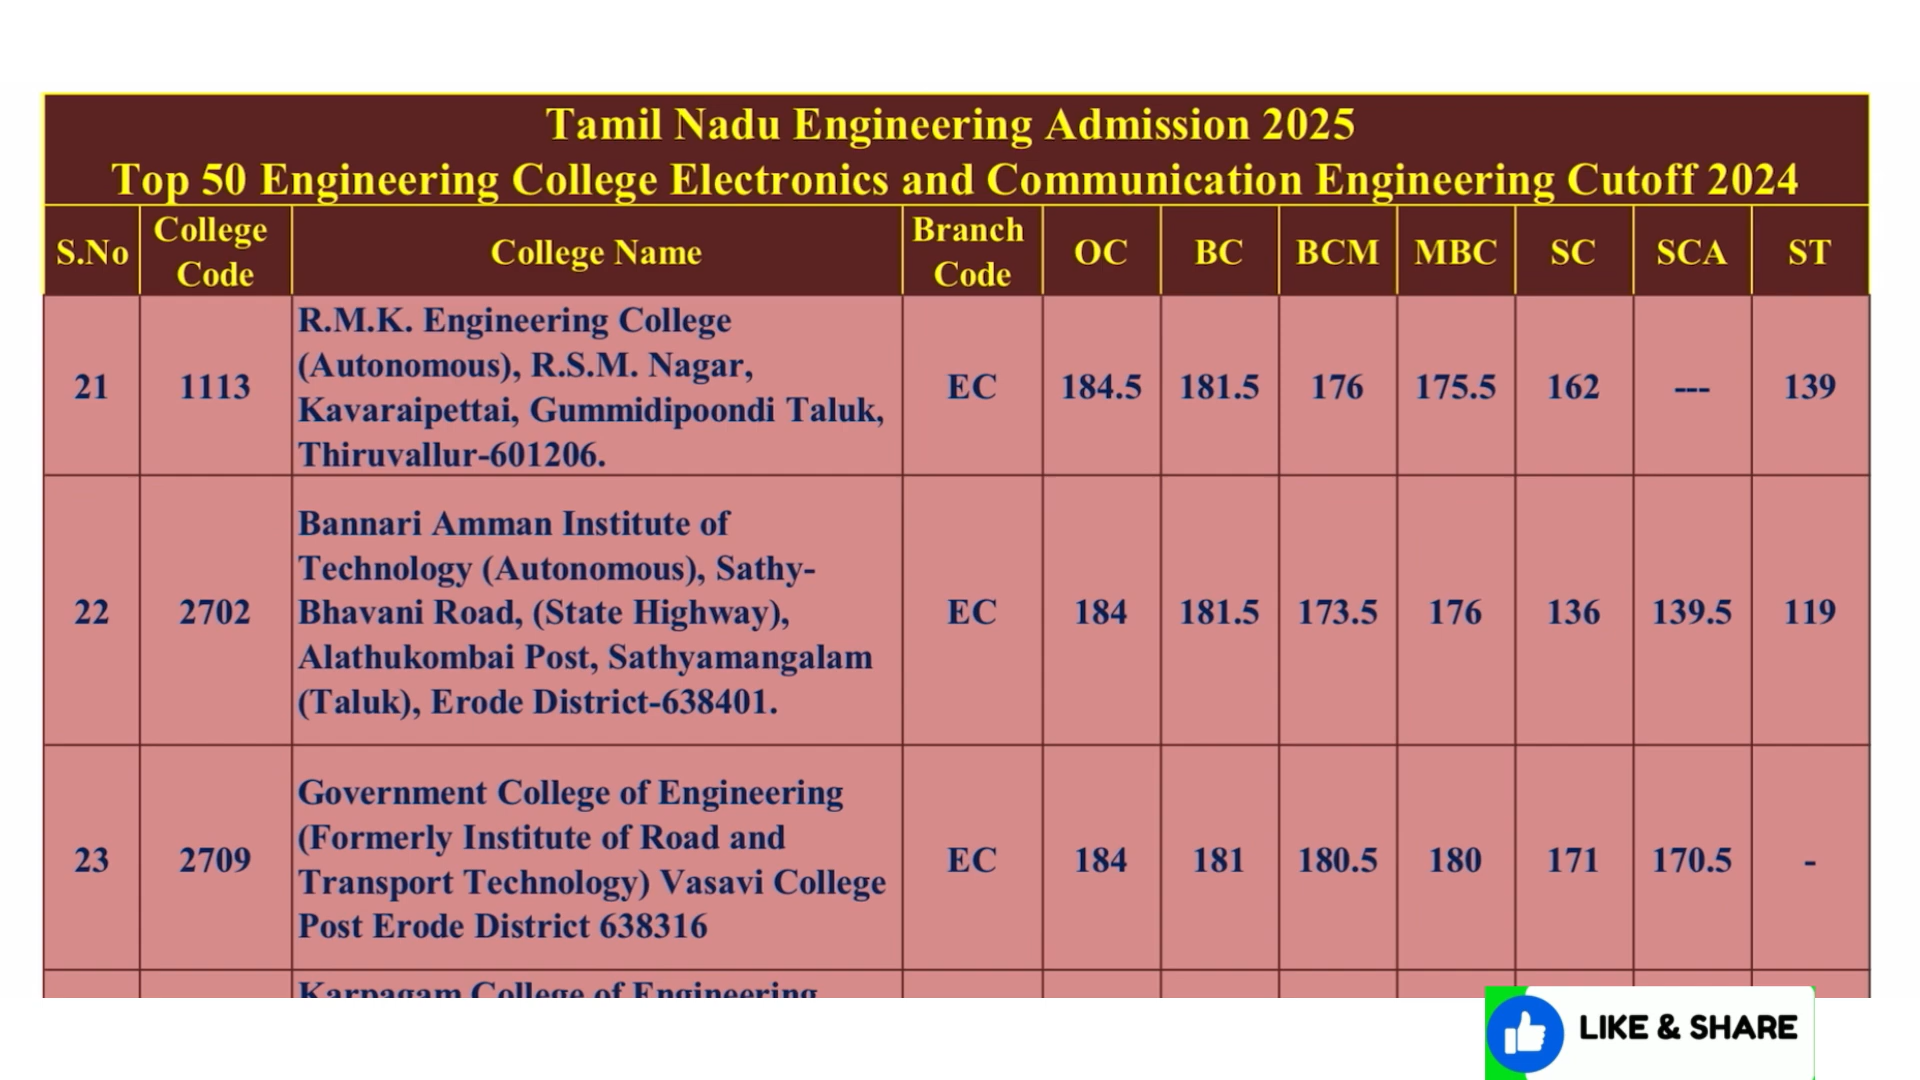 Tamil Nadu Engineering Admission 2025
Top 50 Engineering College Electronics and Communication Engineering Cutoff 2024
S.No College Code College Name Branch Code OC BC BCM MBC SC SCA ST
21 1113 R.M.K. Engineering College
(Autonomous), R.S.M. Nagar,
Kavaraipettai, Gummidipoondi Taluk,
Thiruvallur-601206.
EC 184.5 181.5 176 175.5 162 --- 139
22 2702 Bannari Amman Institute of
Technology (Autonomous), Sathy-
Bhavani Road, (State Highway),
Alathukombai Post, Sathyamangalam
(Taluk), Erode District-638401.
EC 184 181.5 173.5 176 136 139.5 119
23 2709 Government College of Engineering
(Formerly Institute of Road and
Transport Technology) Vasavi College
Post Erode District 638316
EC 184 181 180.5 180 171 170.5 -
Karpagam College of Engineering
LIKE & SHARE